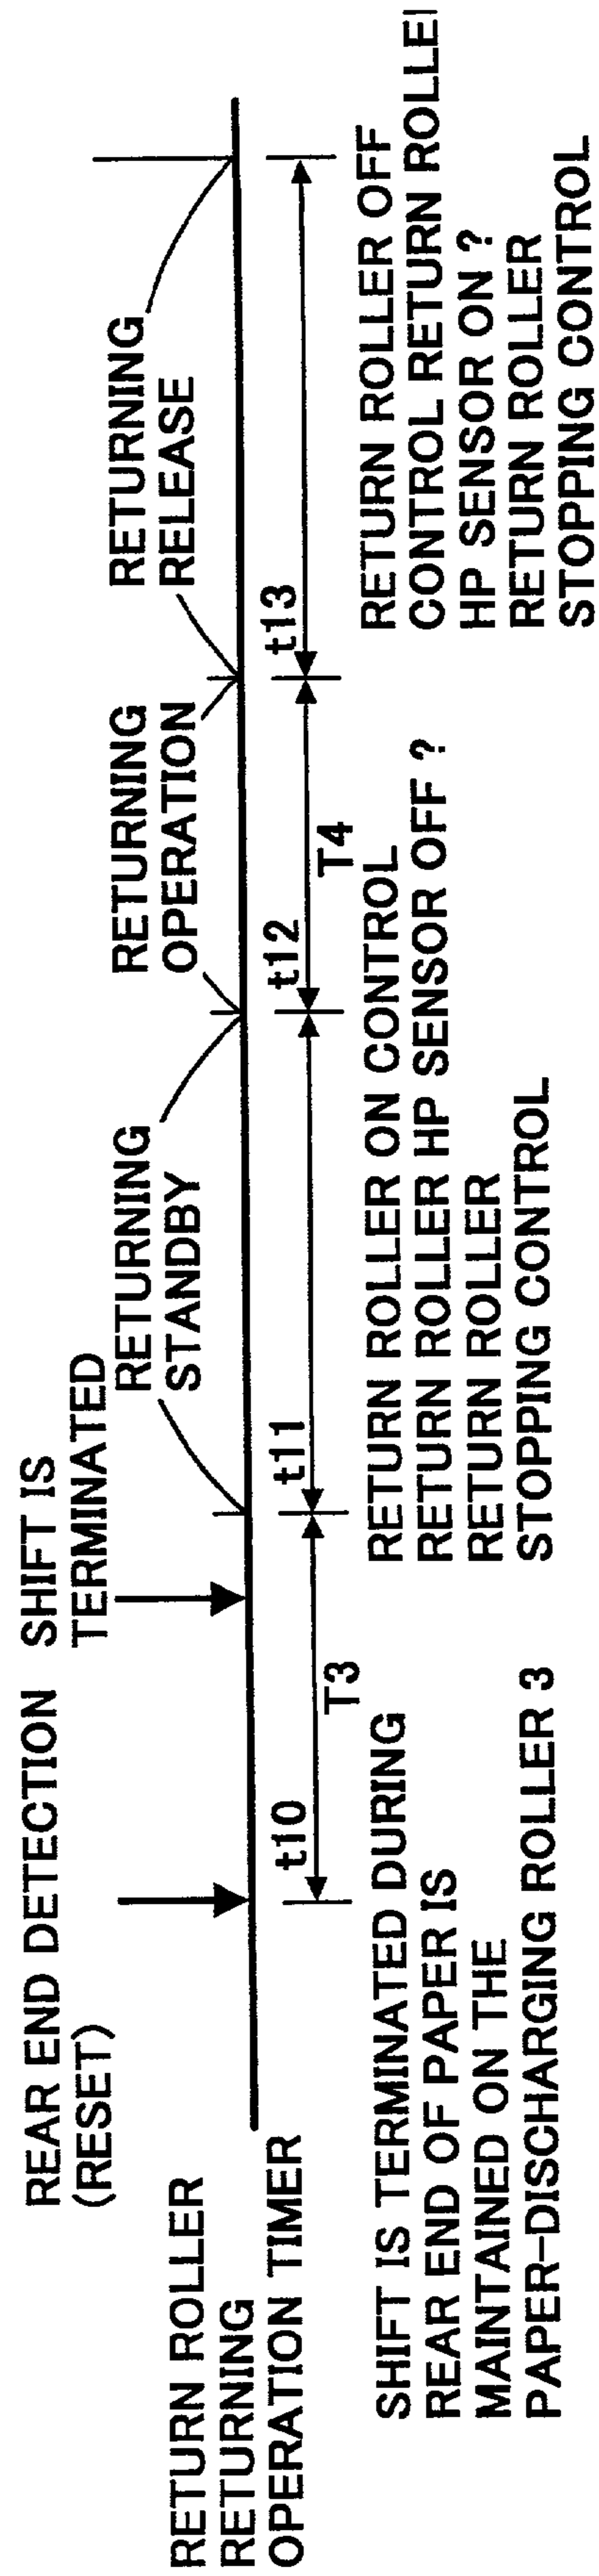 REAR END DETECTION
(RESET)
SHIFT IS
TERMINATED
RETURNING
STANDBY
RETURNING
OPERATION
RETURNING
RELEASE
RETURN ROLLER
RETURNING
OPERATION TIMER
t10
T3
t11
t12
T4
t13
SHIFT IS TERMINATED DURING
REAR END OF PAPER IS
MAINTAINED ON THE
PAPER-DISCHARGING ROLLER 3
RETURN ROLLER ON CONTROL
RETURN ROLLER HP SENSOR OFF ?
RETURN ROLLER
STOPPING CONTROL
RETURN ROLLER OFF
CONTROL RETURN ROLLE
HP SENSOR ON ?
RETURN ROLLER
STOPPING CONTROL